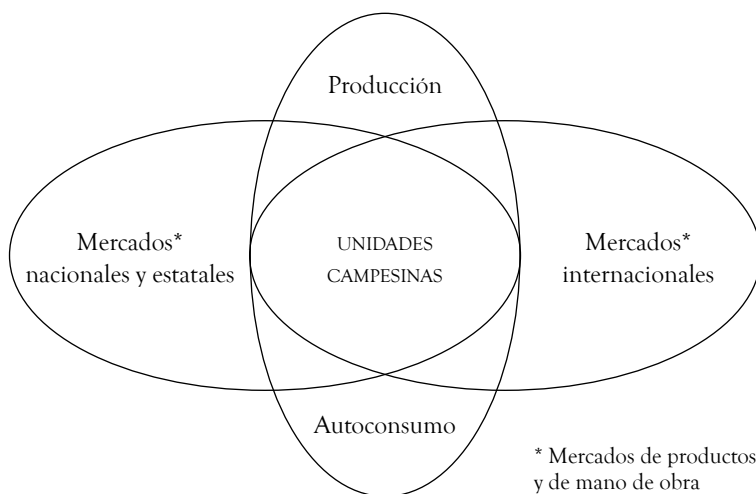 Producción
Mercados*
nacionales y estatales
UNIDADES
CAMPESINAS
Mercados*
internacionales
Autoconsumo
* Mercados de productos
y de mano de obra